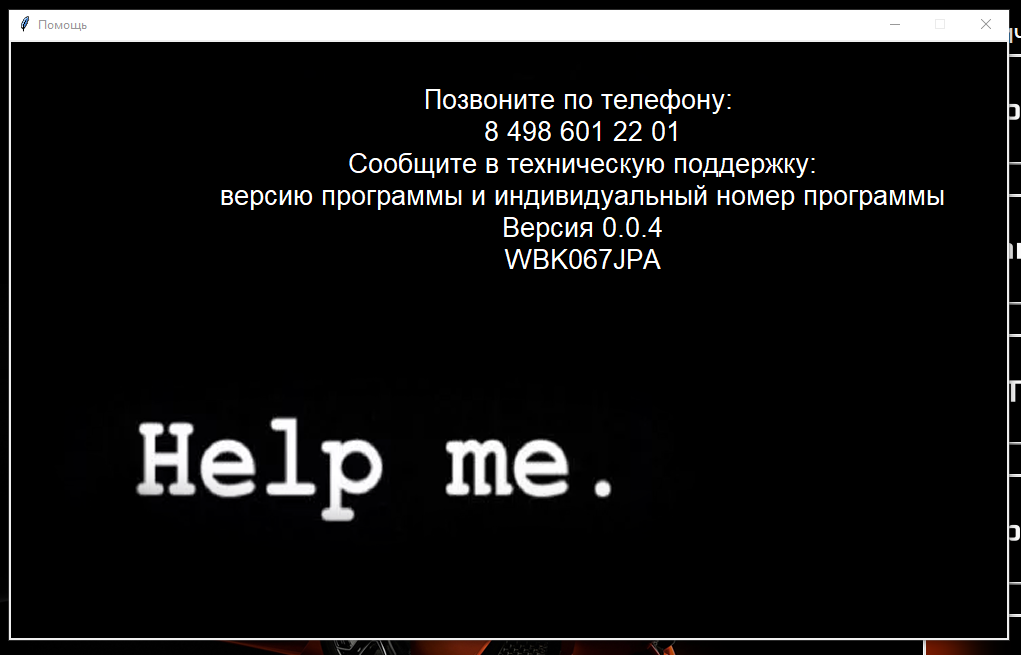 Помощь
Позвоните по телефону:
8 498 601 22 01
Сообщите в техническую поддержку:
версию программы и индивидуальный номер программы
Версия 0.0.4
WBK067JPA
Help me.